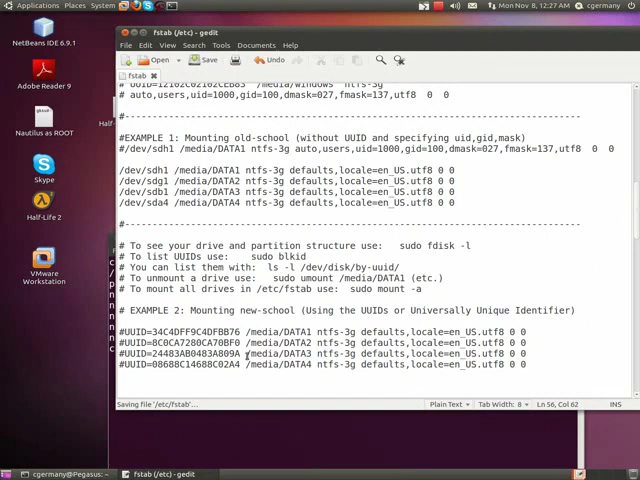 Applications Places System
Mon Nov 8, 12:27 AM cgermany
NetBeans IDE 6.9.1
Adobe Reader 9
Nautilus as ROOT
Skype
Half-Life 2
VMware
Workstation
Half-
fstab (/etc) - gedit
File Edit View Search Tools Documents Help
Open Save Undo
fstab
# auto,users,uid=1000,gid=100,dmask=027,fmask=137,utf8 0 0
#EXAMPLE 1: Mounting old-school (without UUID and specifying uid,gid,mask)
#/dev/sdh1 /media/DATA1 ntfs-3g auto,users,uid=1000,gid=100,dmask=027,fmask=137,utf8 0 0
/dev/sdh1 /media/DATA1 ntfs-3g defaults,locale=en_US.utf8 0 0
/dev/sdg1 /media/DATA2 ntfs-3g defaults,locale=en_US.utf8 0 0
/dev/sdb1 /media/DATA3 ntfs-3g defaults,locale=en_US.utf8 0 0
/dev/sda4 /media/DATA4 ntfs-3g defaults,locale=en_US.utf8 0 0
# To see your drive and partition structure use: sudo fdisk -l
# To list UUIDs use: sudo blkid
# You can list them with: ls -l /dev/disk/by-uuid/
# To unmount a drive use: sudo umount /media/DATA1 (etc.)
# To mount all drives in /etc/fstab use: sudo mount -a
# EXAMPLE 2: Mounting new-school (Using the UUIDs or Universally Unique Identifier)
#UUID=34C4DFF9C4DFBB76 /media/DATA1 ntfs-3g defaults,locale=en_US.utf8 0 0
#UUID=8C0CA7280CA70BF0 /media/DATA2 ntfs-3g defaults,locale=en_US.utf8 0 0
#UUID=24483AB0483A809A /media/DATA3 ntfs-3g defaults,locale=en_US.utf8 0 0
#UUID=08688C14688C02A4 /media/DATA4 ntfs-3g defaults,locale=en_US.utf8 0 0
Saving file '/etc/fstab'... Plain Text Tab Width: 8 Ln 56, Col 62 INS
cgermany@Pegasus: ~ fstab (/etc) - gedit